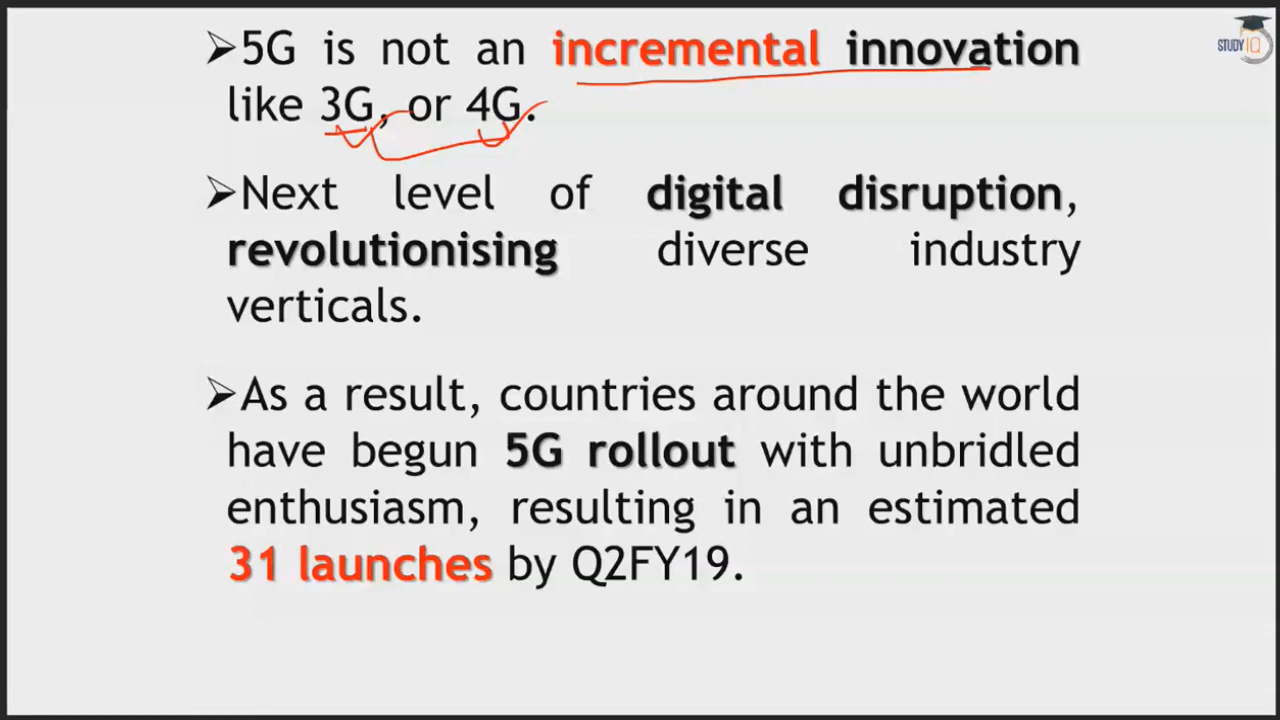 ➢5G is not an incremental innovation
like 3G, or 4G.
➢Next level of digital disruption,
revolutionising diverse industry
verticals.
➢As a result, countries around the world
have begun 5G rollout with unbridled
enthusiasm, resulting in an estimated
31 launches by Q2FY19.
STUDY IQ